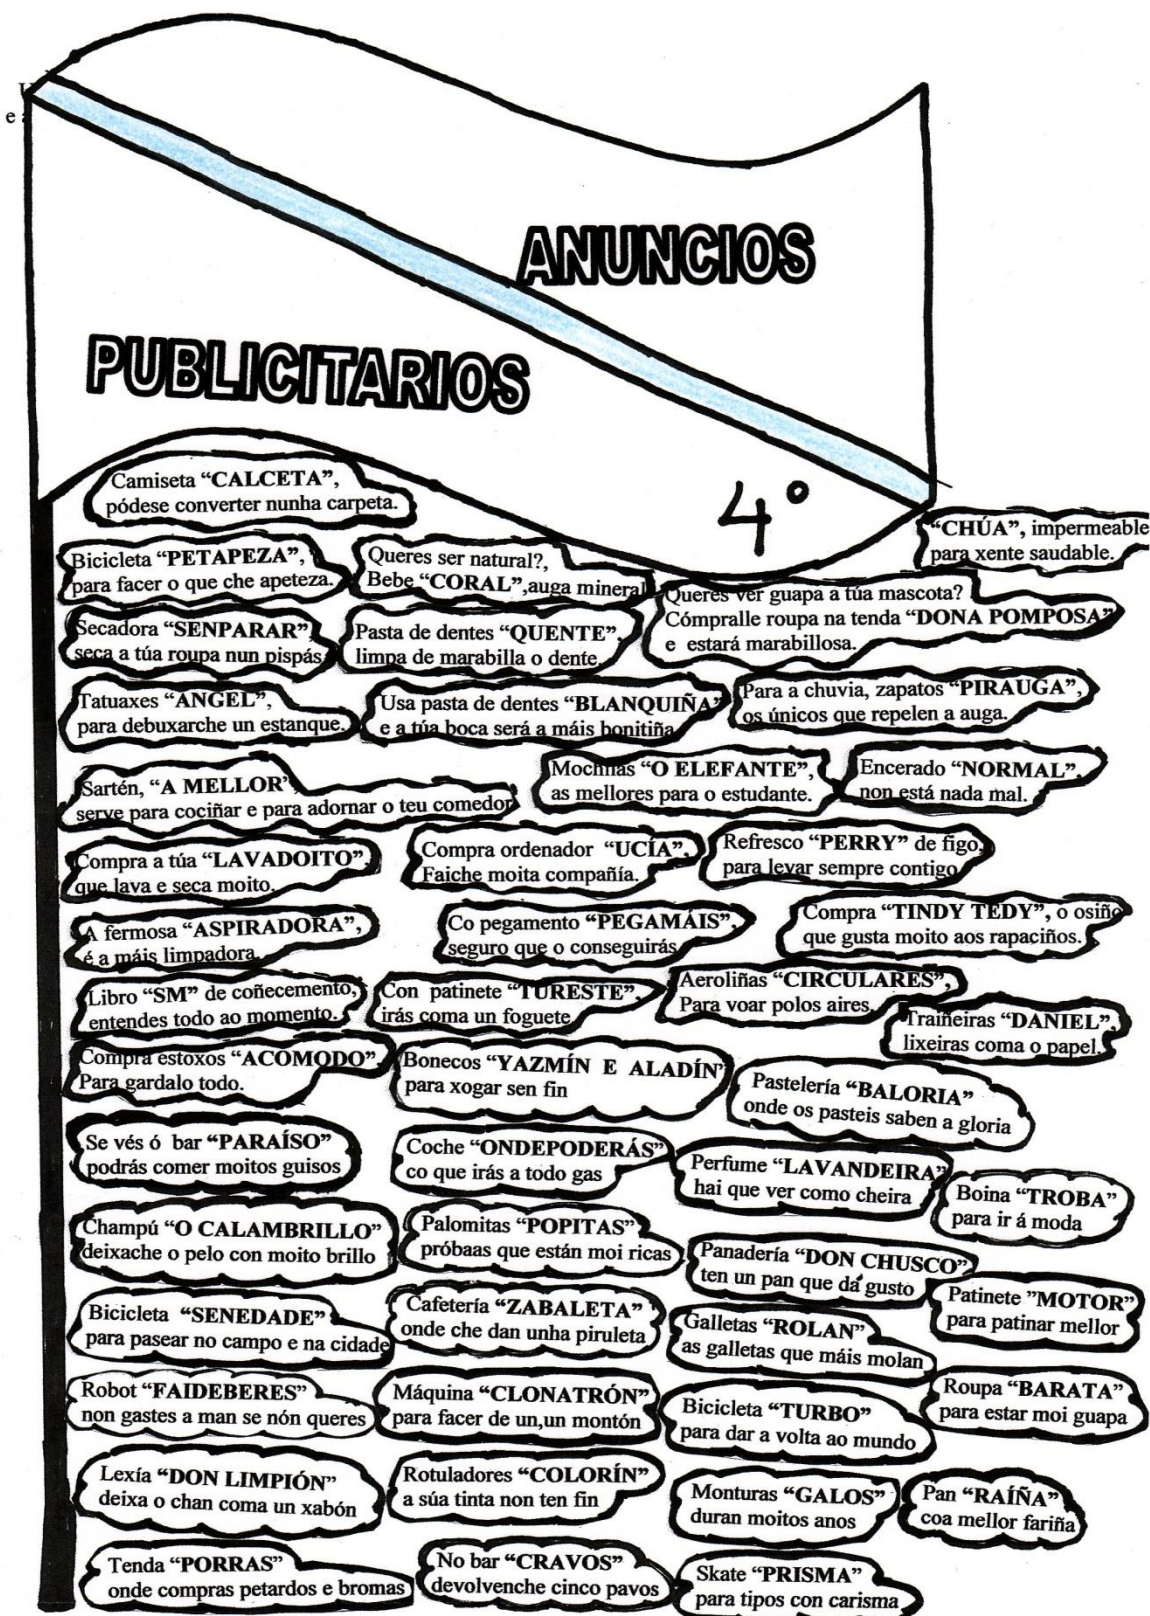 ANUNCIOS
PUBLICITARIOS
4º
Camiseta “CALCETA”,
pódese converter nunha carpeta.
“CHÚA”, impermeable
para xente saudable.
Bicicleta “PETAPEZA”,
para facer o que che apeteza.
Queres ser natural?,
Bebe “CORAL”,auga mineral
Queres ver guapa a túa mascota?
Cómpralle roupa na tenda “DONA POMPOSA”
e estará marabillosa.
Secadora “SENPARAR”,
seca a túa roupa nun pispás
Pasta de dentes “QUENTE”,
limpa de marabilla o dente.
Tatuaxes “ANGEL”,
para debuxarche un estanque.
Usa pasta de dentes “BLANQUIÑA”
e a túa boca será a máis bonitiña
Para a chuvia, zapatos “PIRAUGA”,
os únicos que repelen a auga.
Sartén, “A MELLOR”
serve para cociñar e para adornar o teu comedor
Mochilas “O ELEFANTE”,
as mellores para o estudante.
Encerado “NORMAL”,
non está nada mal.
Compra a túa “LAVADOITO”,
que lava e seca moito.
Compra ordenador “UCÍA”,
Faiche moita compañía.
Refresco “PERRY” de figo,
para levar sempre contigo
A fermosa “ASPIRADORA”,
é a máis limpadora.
Co pegamento “PEGAMÁIS”,
seguro que o conseguirás
Compra “TINDY TEDY”, o osiño
que gusta moito aos rapaciños.
Libro “SM” de coñecemento,
entendes todo ao momento.
Con patinete “TURESTE”,
irás coma un foguete
Aeroliñas “CIRCULARES”,
Para voar polos aires.
Traiñeiras “DANIEL”,
lixeiras coma o papel.
Compra estoxos “ACOMODO”,
Para gardalo todo.
Bonecos “YAZMÍN E ALADÍN”
para xogar sen fin
Pastelería “BALORIA”
onde os pasteis saben a gloria
Se vés ó bar “PARAÍSO”
podrás comer moitos guisos
Coche “ONDEPODERÁS”
co que irás a todo gas
Perfume “LAVANDEIRA”
hai que ver como cheira
Boina “TROBA”
para ir á moda
Champú “O CALAMBRILLO”
deixache o pelo con moito brillo
Palomitas “POPITAS”
próbaas que están moi ricas
Panadería “DON CHUSCO”
ten un pan que dá gusto
Patinete ”MOTOR”
para patinar mellor
Bicicleta “SENEDADE”
para pasear no campo e na cidade
Cafetería “ZABALETA”
onde che dan unha piruleta
Galletas “ROLAN”
as galletas que máis molan
Robot “FAIDEBERES”
non gastes a man se nón queres
Máquina “CLONATRÓN”
para facer de un,un montón
Bicicleta “TURBO”
para dar a volta ao mundo
Roupa “BARATA”
para estar moi guapa
Lexía “DON LIMPIÓN”
deixa o chan coma un xabón
Rotuladores “COLORÍN”
a súa tinta non ten fin
Monturas “GALOS”
duran moitos anos
Pan “RAÍÑA”
coa mellor fariña
Tenda “PORRAS”
onde compras petardos e bromas
No bar “CRAVOS”
devolvenche cinco pavos
Skate “PRISMA”
para tipos con carisma